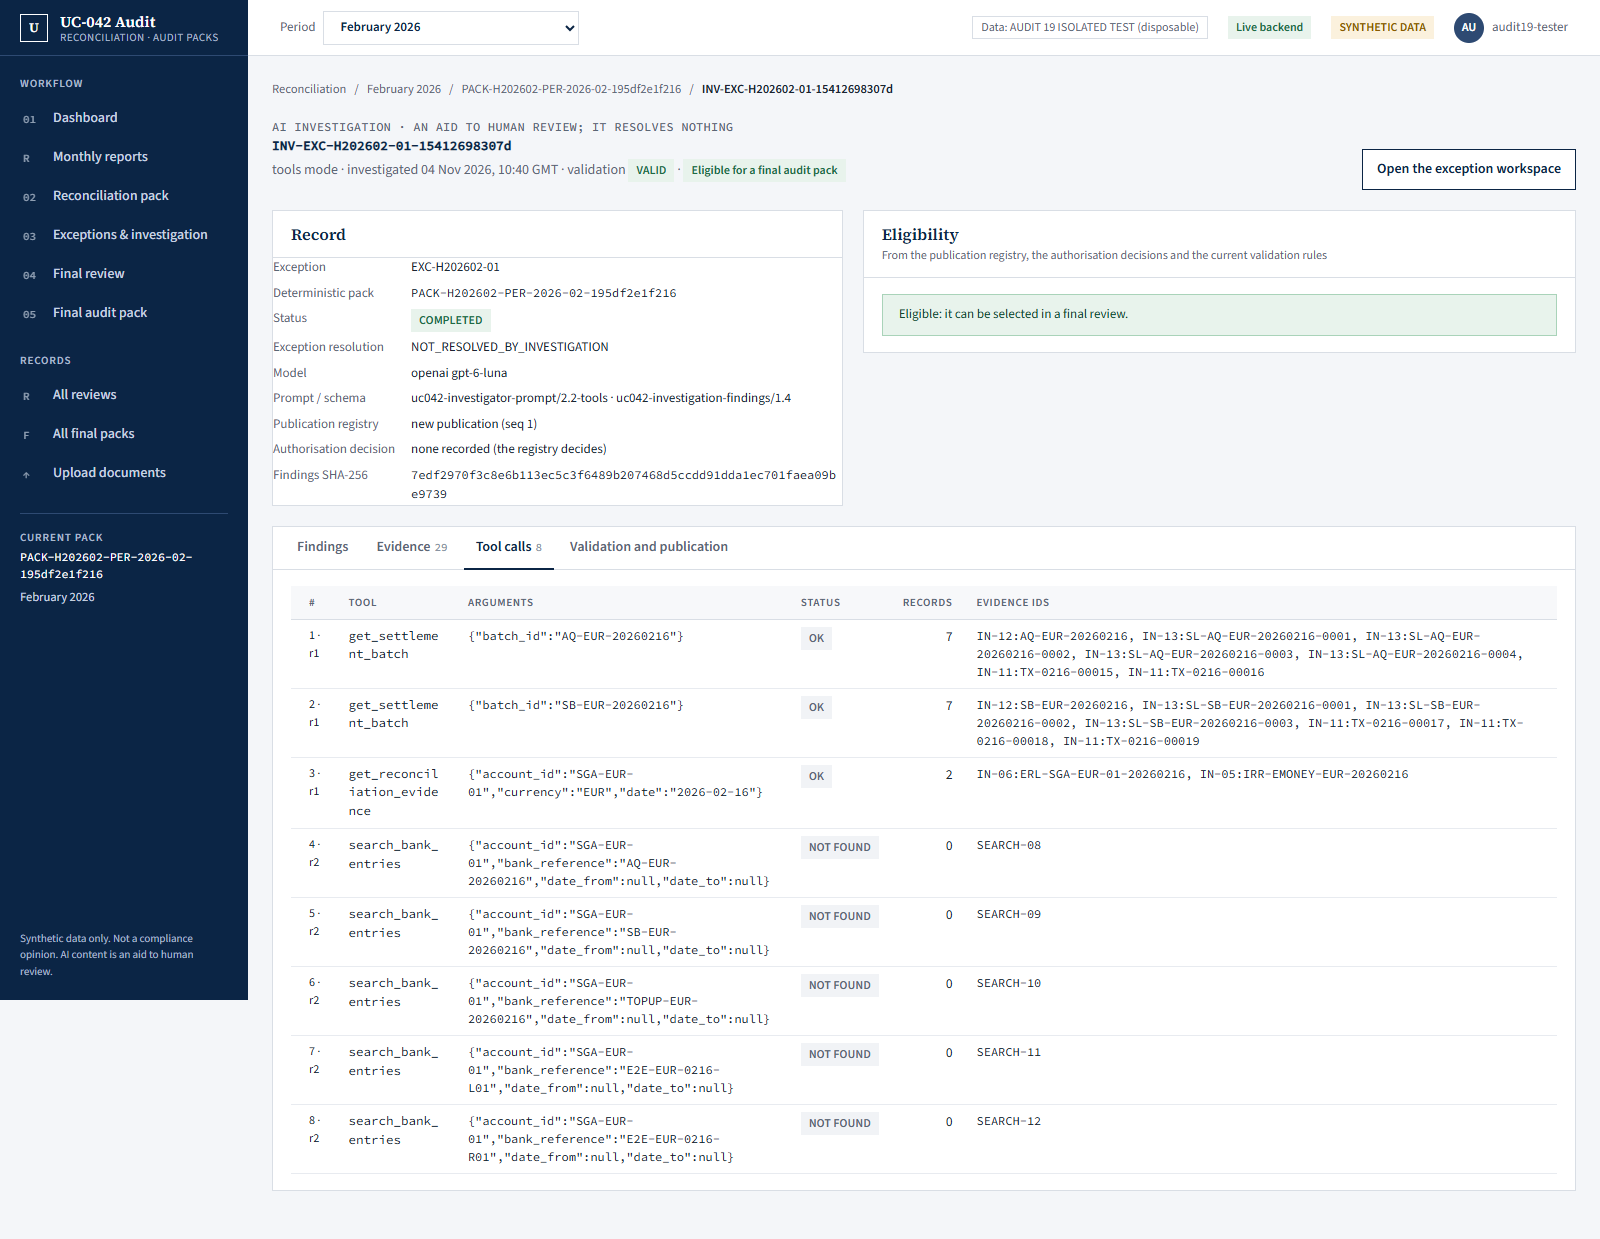 U
UC-042 Audit
RECONCILIATION · AUDIT PACKS
WORKFLOW
01 Dashboard
R Monthly reports
02 Reconciliation pack
03 Exceptions & investigation
04 Final review
05 Final audit pack
RECORDS
R All reviews
F All final packs
↑ Upload documents
CURRENT PACK
PACK-H202602-PER-2026-02-
195df2e1f216
February 2026
Synthetic data only. Not a compliance
opinion. AI content is an aid to human
review.
Period February 2026
Data: AUDIT 19 ISOLATED TEST (disposable)
Live backend
SYNTHETIC DATA
AU audit19-tester
Reconciliation / February 2026 / PACK-H202602-PER-2026-02-195df2e1f216 / INV-EXC-H202602-01-15412698307d
AI INVESTIGATION · AN AID TO HUMAN REVIEW; IT RESOLVES NOTHING
INV-EXC-H202602-01-15412698307d
tools mode · investigated 04 Nov 2026, 10:40 GMT · validation VALID · Eligible for a final audit pack
Open the exception workspace
Record
Exception EXC-H202602-01
Deterministic pack PACK-H202602-PER-2026-02-195df2e1f216
Status COMPLETED
Exception resolution NOT_RESOLVED_BY_INVESTIGATION
Model openai gpt-6-luna
Prompt / schema uc042-investigator-prompt/2.2-tools · uc042-investigation-findings/1.4
Publication registry new publication (seq 1)
Authorisation decision none recorded (the registry decides)
Findings SHA-256 7edf2970f3c8e6b113ec5c3f6489b207468d5ccdd91dda1ec701faea09b
e9739
Eligibility
From the publication registry, the authorisation decisions and the current validation rules
Eligible: it can be selected in a final review.
Findings Evidence 29 Tool calls 8 Validation and publication
# TOOL ARGUMENTS STATUS RECORDS EVIDENCE IDS
1 · get_settleme {"batch_id":"AQ-EUR-20260216"} OK 7 IN-12:AQ-EUR-20260216, IN-13:SL-AQ-EUR-20260216-0001, IN-13:SL-AQ-EUR-
r1 nt_batch 20260216-0002, IN-13:SL-AQ-EUR-20260216-0003, IN-13:SL-AQ-EUR-20260216-0004,
IN-11:TX-0216-00015, IN-11:TX-0216-00016
2 · get_settleme {"batch_id":"SB-EUR-20260216"} OK 7 IN-12:SB-EUR-20260216, IN-13:SL-SB-EUR-20260216-0001, IN-13:SL-SB-EUR-
r1 nt_batch 20260216-0002, IN-13:SL-SB-EUR-20260216-0003, IN-11:TX-0216-00017, IN-11:TX-
0216-00018, IN-11:TX-0216-00019
3 · get_reconcil {"account_id":"SGA-EUR- OK 2 IN-06:ERL-SGA-EUR-01-20260216, IN-05:IRR-EMONEY-EUR-20260216
r1 iation_evide 01","currency":"EUR","date":"2026-02-16"}
nce
4 · search_bank_ {"account_id":"SGA-EUR- NOT FOUND 0 SEARCH-08
r2 entries 01","bank_reference":"AQ-EUR-
20260216","date_from":null,"date_to":null}
5 · search_bank_ {"account_id":"SGA-EUR- NOT FOUND 0 SEARCH-09
r2 entries 01","bank_reference":"SB-EUR-
20260216","date_from":null,"date_to":null}
6 · search_bank_ {"account_id":"SGA-EUR- NOT FOUND 0 SEARCH-10
r2 entries 01","bank_reference":"TOPUP-EUR-
20260216","date_from":null,"date_to":null}
7 · search_bank_ {"account_id":"SGA-EUR- NOT FOUND 0 SEARCH-11
r2 entries 01","bank_reference":"E2E-EUR-0216-
L01","date_from":null,"date_to":null}
8 · search_bank_ {"account_id":"SGA-EUR- NOT FOUND 0 SEARCH-12
r2 entries 01","bank_reference":"E2E-EUR-0216-
R01","date_from":null,"date_to":null}